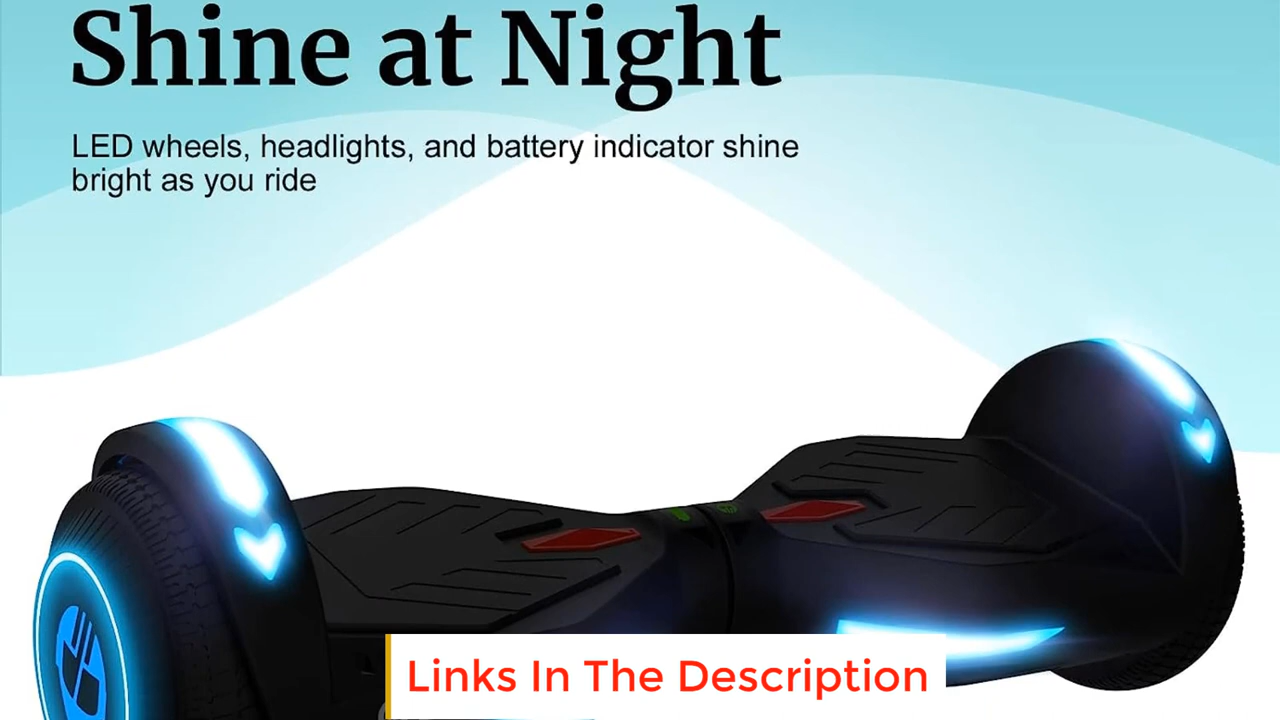 Shine at Night
LED wheels, headlights, and battery indicator shine
bright as you ride
Links In The Description